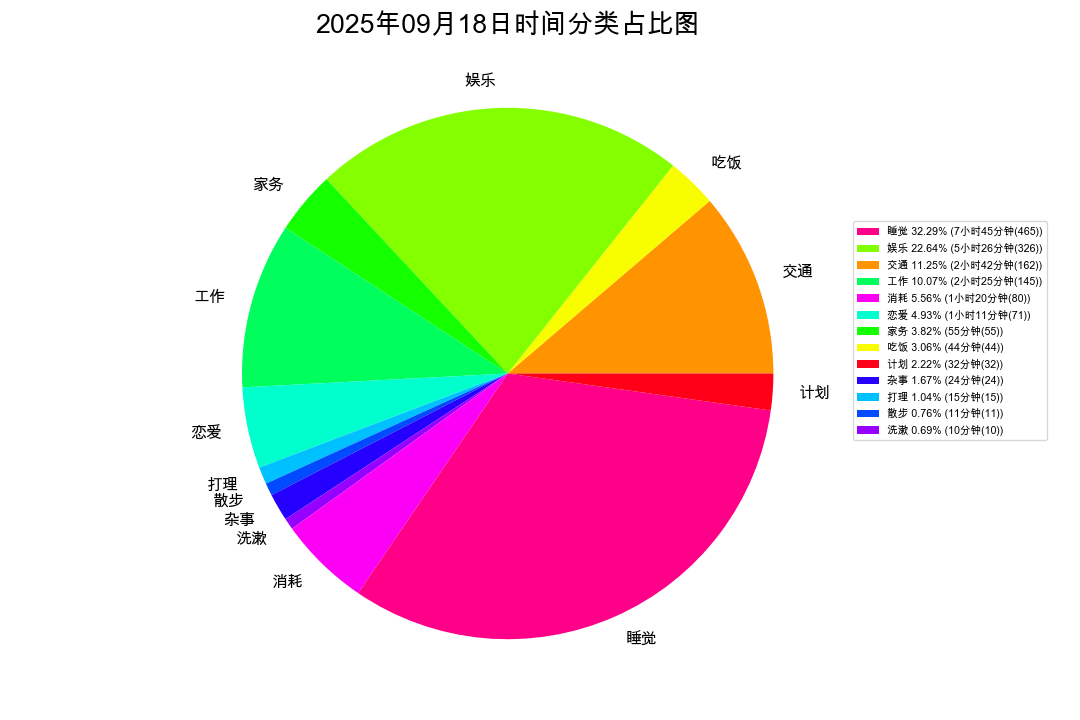 2025年09月18日时间分类占比图
娱乐
吃饭
家务
交通
工作
计划
恋爱
打理
散步
杂事
洗漱
消耗
睡觉
睡觉 32.29% (7小时45分钟(465))
娱乐 22.64% (5小时26分钟(326))
交通 11.25% (2小时42分钟(162))
工作 10.07% (2小时25分钟(145))
消耗 5.56% (1小时20分钟(80))
恋爱 4.93% (1小时11分钟(71))
家务 3.82% (55分钟(55))
吃饭 3.06% (44分钟(44))
计划 2.22% (32分钟(32))
杂事 1.67% (24分钟(24))
打理 1.04% (15分钟(15))
散步 0.76% (11分钟(11))
洗漱 0.69% (10分钟(10))